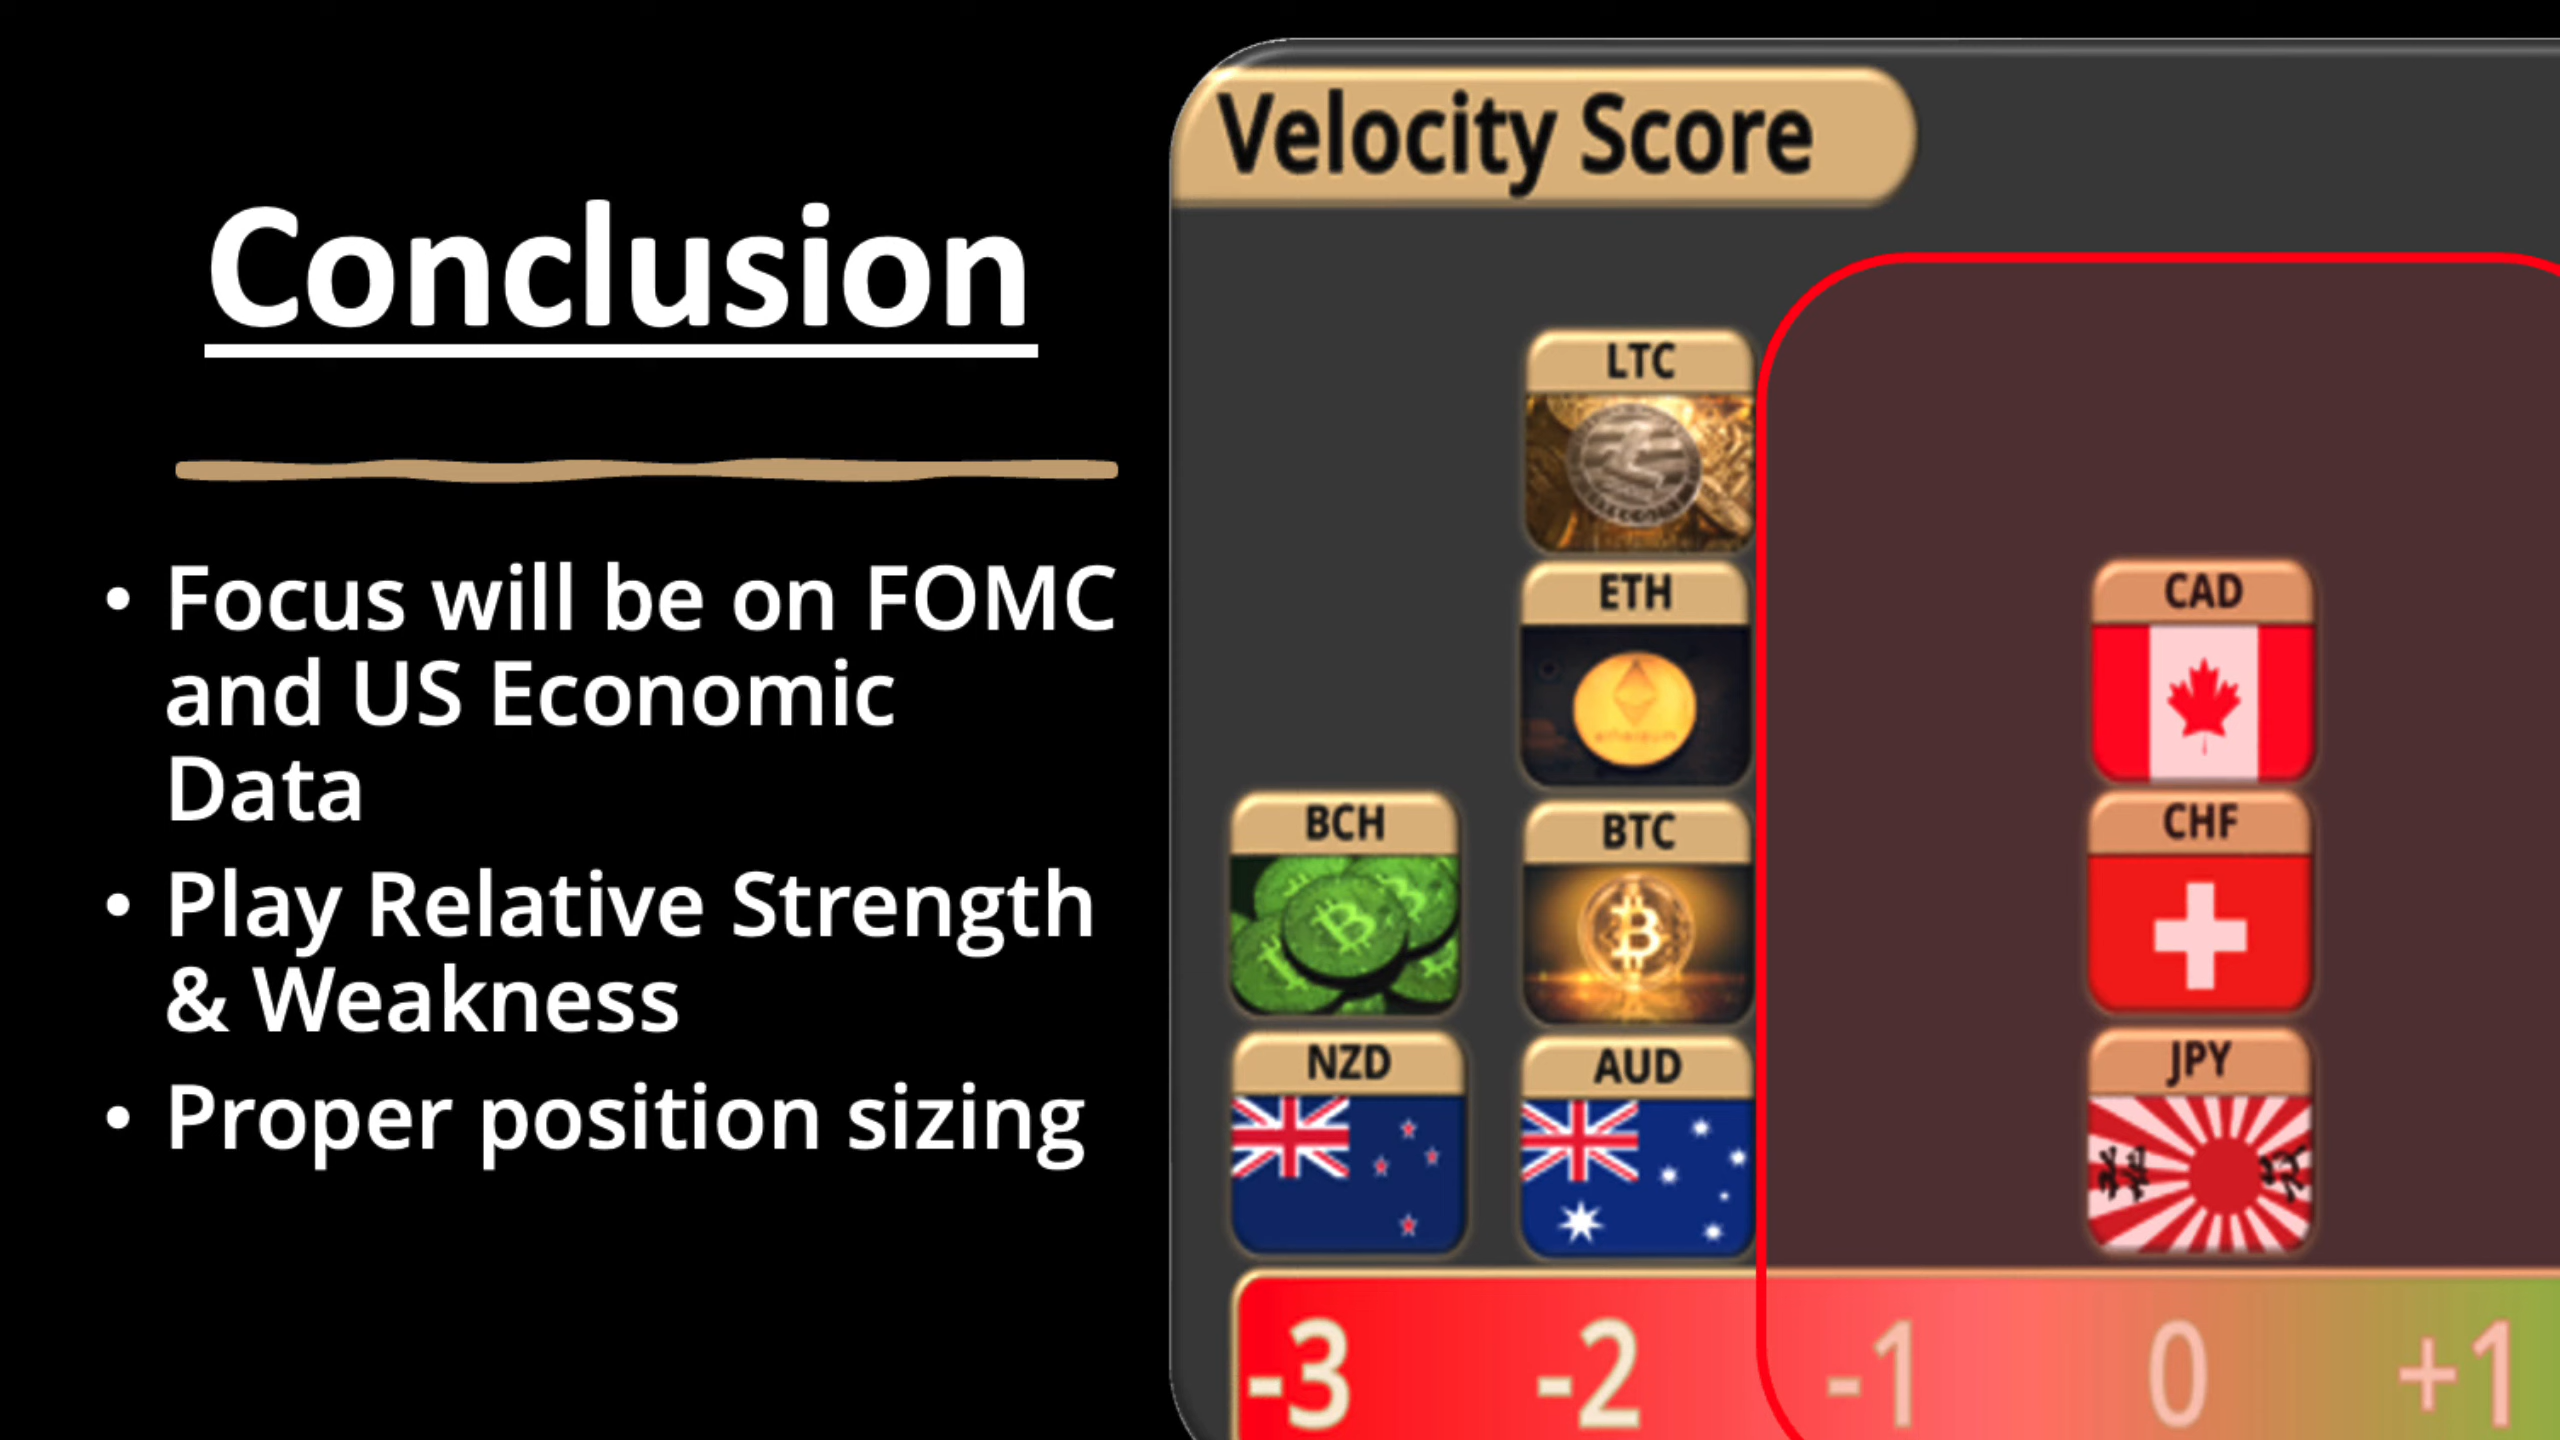 Conclusion
• Focus will be on FOMC
and US Economic
Data
• Play Relative Strength
& Weakness
• Proper position sizing
Velocity Score
LTC
ETH
CAD
BCH
BTC
CHF
NZD
AUD
JPY
-3 -2 -1 0 +1